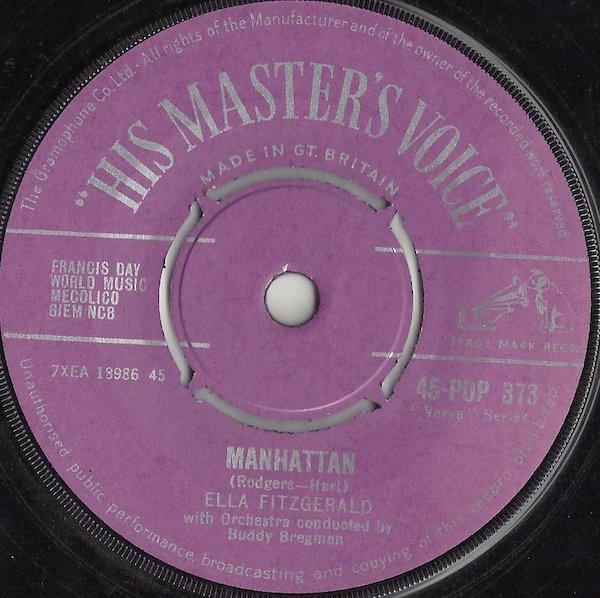 The Gramophone Co. Ltd. - All rights of the Manufacturer and of the owner of the recorded work reserved
"HIS MASTER'S VOICE"
MADE IN GT. BRITAIN
FRANCIS DAY
WORLD MUSIC
MECOLICO
BIEM NCB
TRADE MARK REGD.
7XEA 18986 45
45-POP 373
"Verve" Series
MANHATTAN
(Rodgers—Hart)
ELLA FITZGERALD
with Orchestra conducted by
Buddy Bregman
Unauthorised public performance, broadcasting and copying of this record prohibited